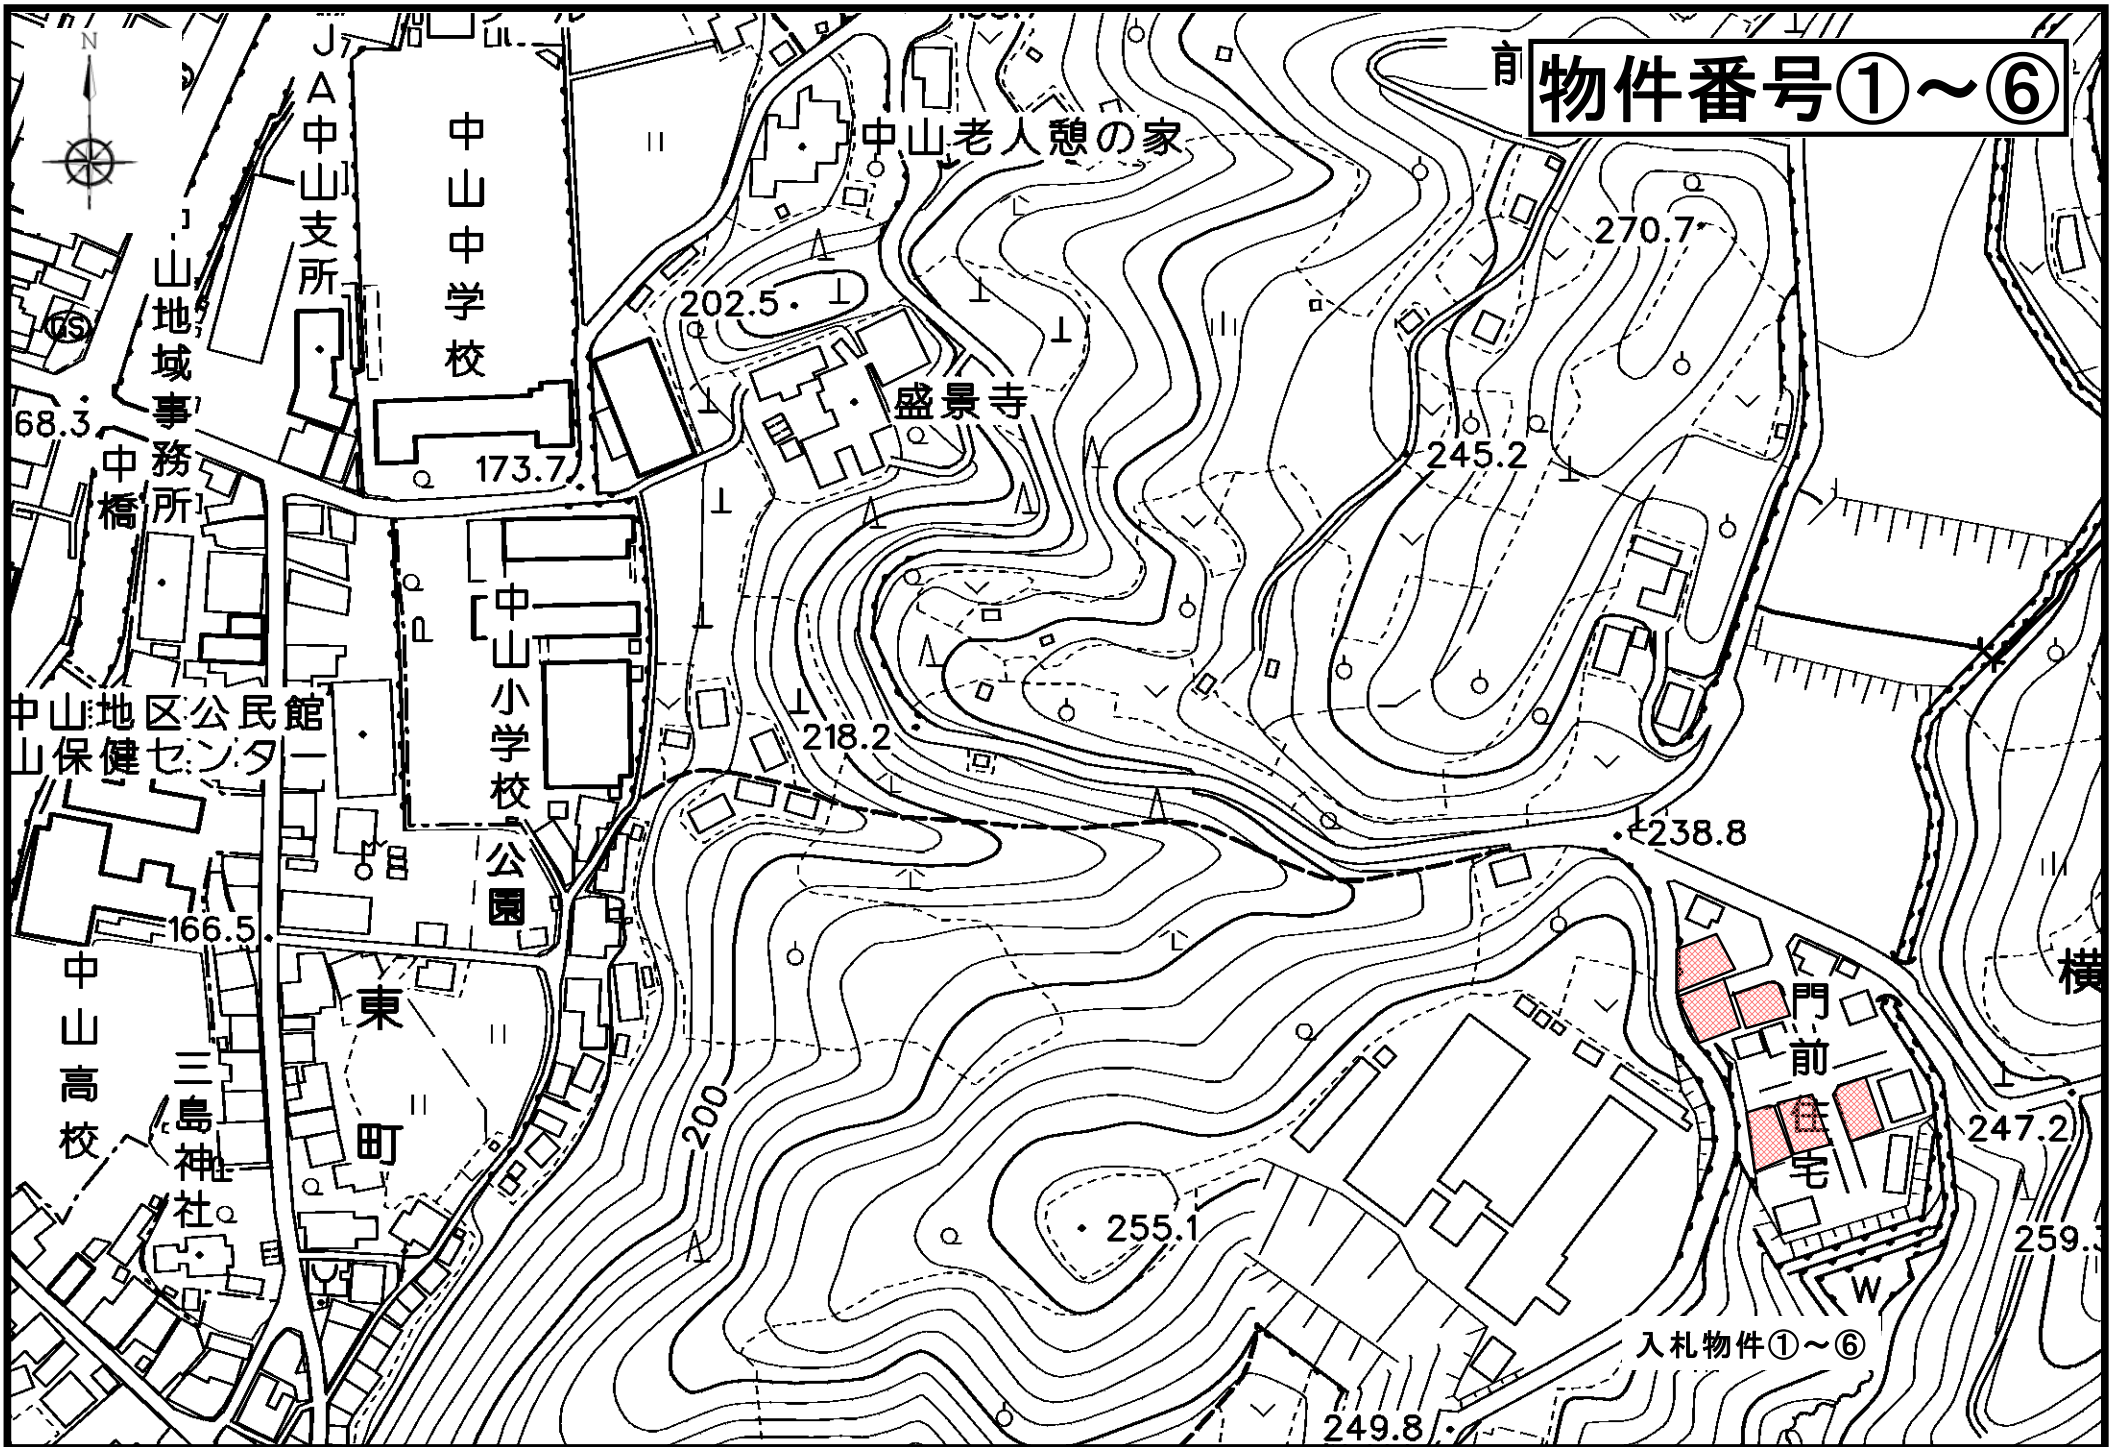 物件番号①～⑥
N
JA中山支所
中山中学校
中山老人憩の家
前
270.7
山地域事務所
202.5
GS
盛景寺
68.3
中橋
173.7
245.2
中山小学校
中山地区公民館
山保健センター
218.2
238.8
公園
166.5
横
中山高校
東町
門前住宅
三島神社
200
247.2
255.1
259.3
W
入札物件①～⑥
249.8